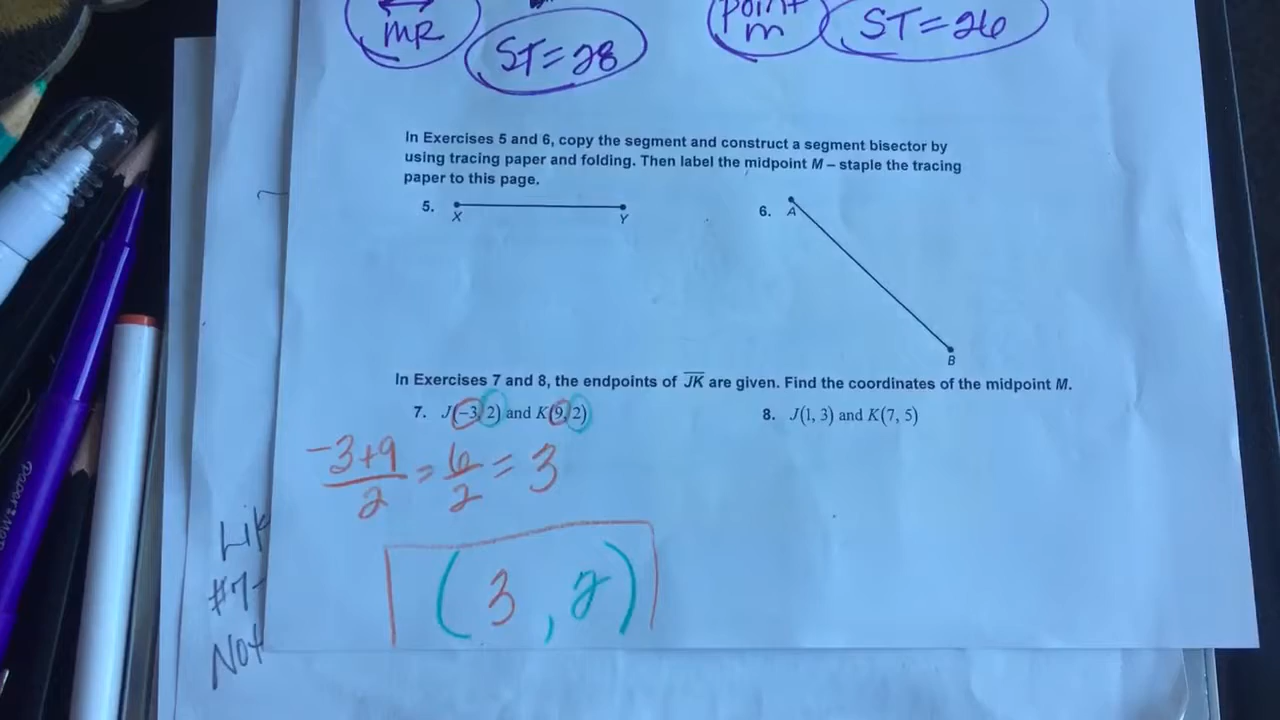 MR
ST=28
point
m
ST=26
In Exercises 5 and 6, copy the segment and construct a segment bisector by
using tracing paper and folding. Then label the midpoint M – staple the tracing
paper to this page.
5. X Y
6. A B
In Exercises 7 and 8, the endpoints of JK are given. Find the coordinates of the midpoint M.
7. J(−3, 2) and K(9, 2)
8. J(1, 3) and K(7, 5)
-3+9/2 = 6/2 = 3
(3, 2)
#7-
PAPER:MATE